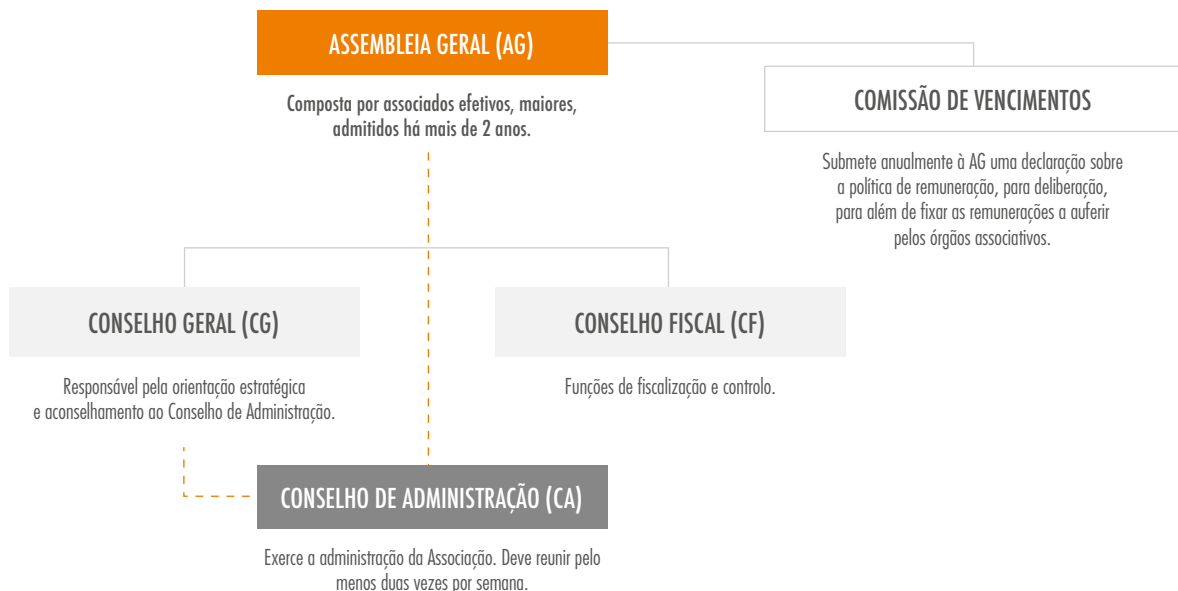 ASSEMBLEIA GERAL (AG)
Composta por associados efetivos, maiores,
admitidos há mais de 2 anos.
COMISSÃO DE VENCIMENTOS
Submete anualmente à AG uma declaração sobre
a política de remuneração, para deliberação,
para além de fixar as remunerações a auferir
pelos órgãos associativos.
CONSELHO GERAL (CG)
Responsável pela orientação estratégica
e aconselhamento ao Conselho de Administração.
CONSELHO FISCAL (CF)
Funções de fiscalização e controlo.
CONSELHO DE ADMINISTRAÇÃO (CA)
Exerce a administração da Associação. Deve reunir pelo
menos duas vezes por semana.